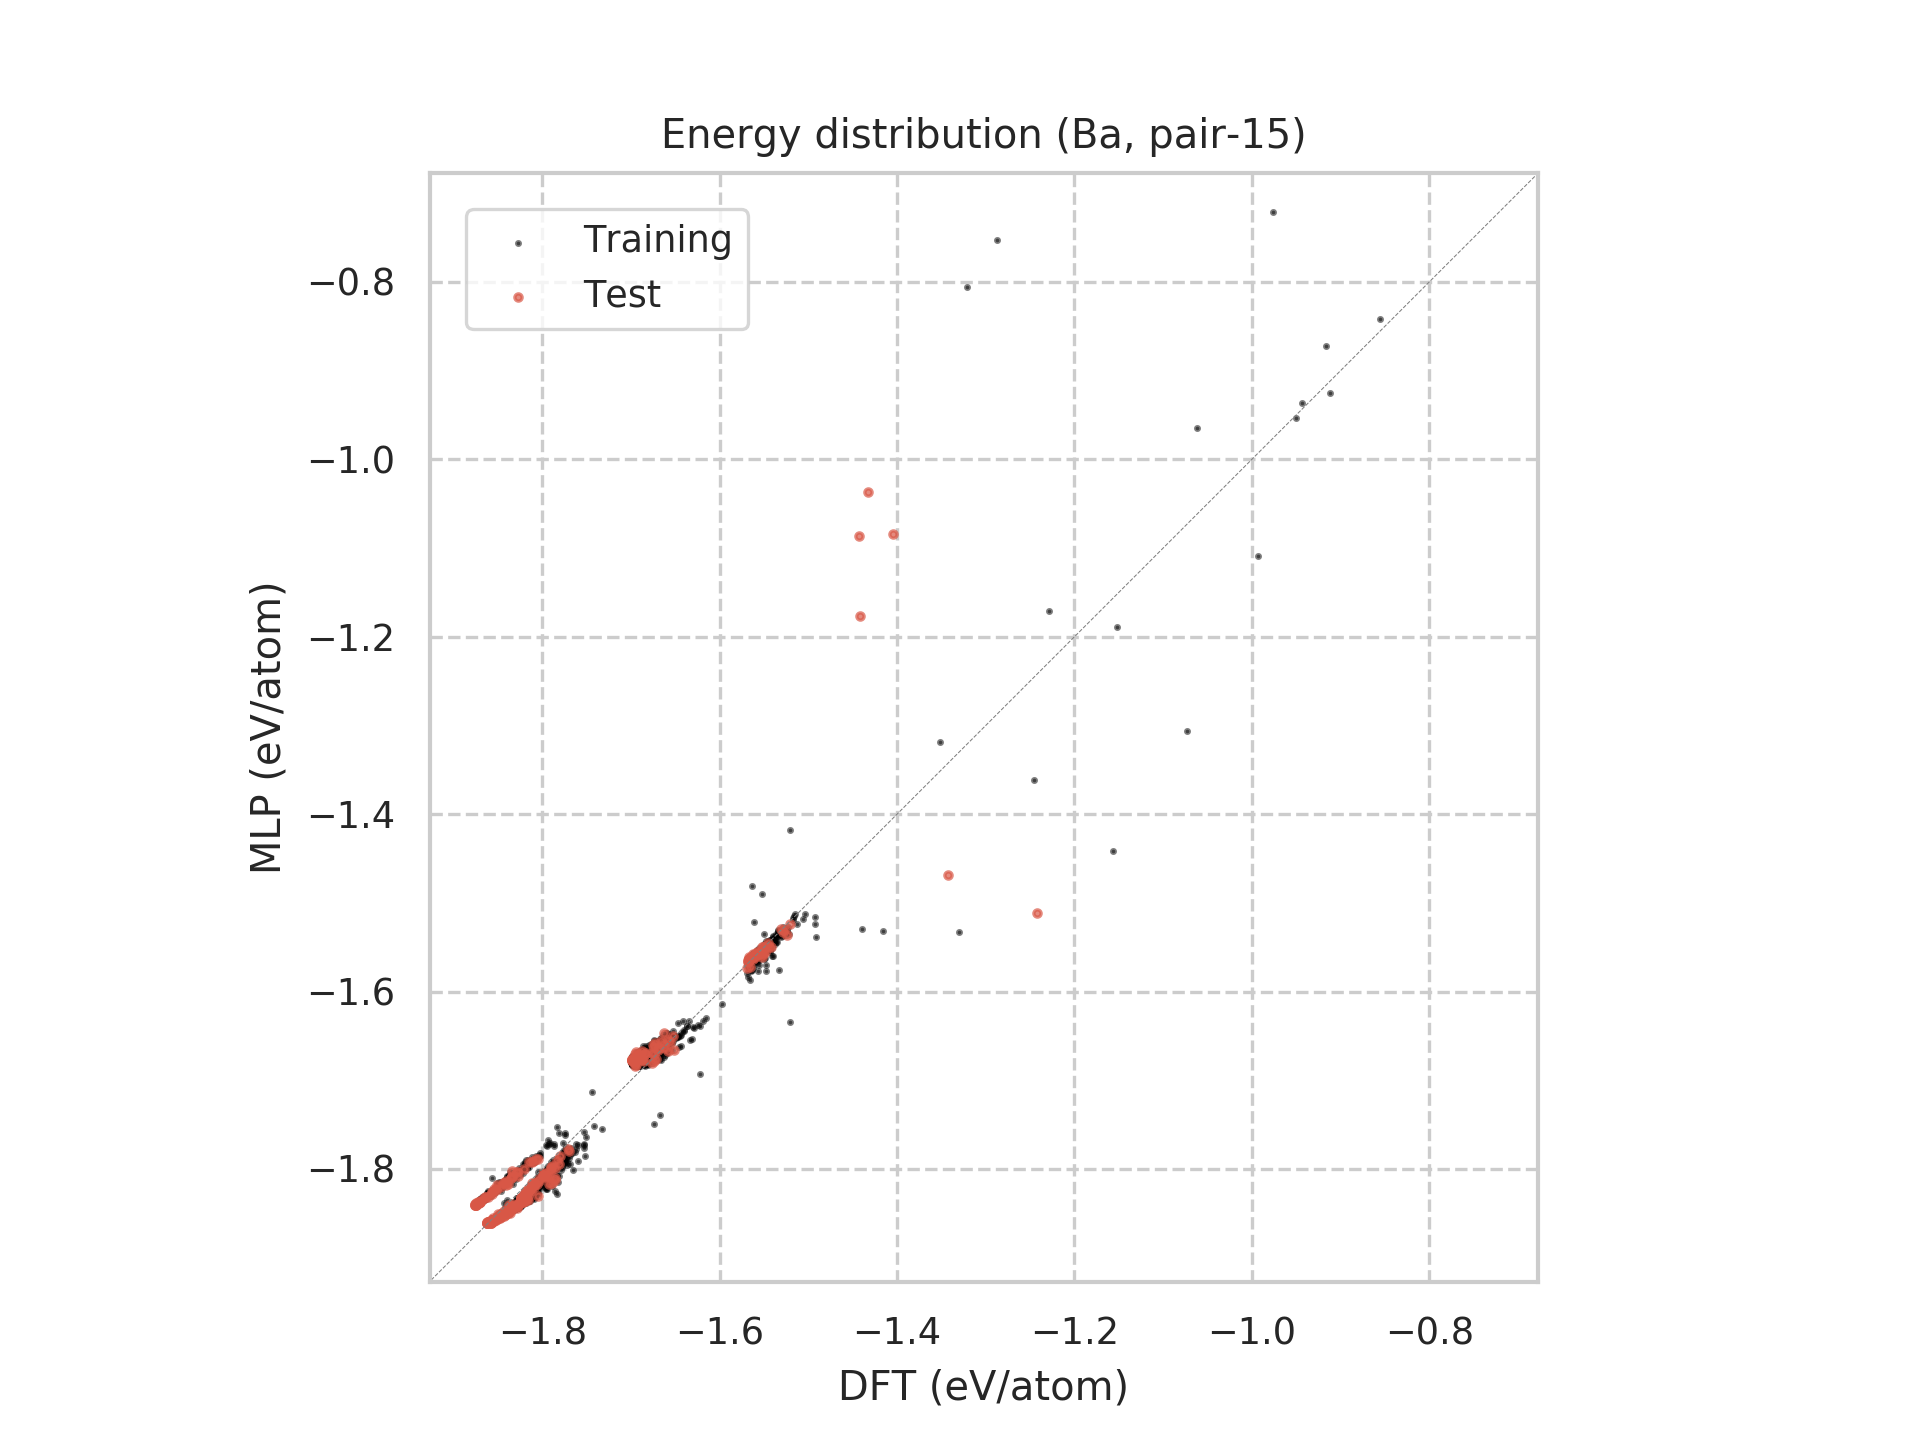 Energy distribution (Ba, pair-15)
Training
Test
−0.8
−1.0
−1.2
−1.4
−1.6
−1.8
MLP (eV/atom)
−1.8 −1.6 −1.4 −1.2 −1.0 −0.8
DFT (eV/atom)